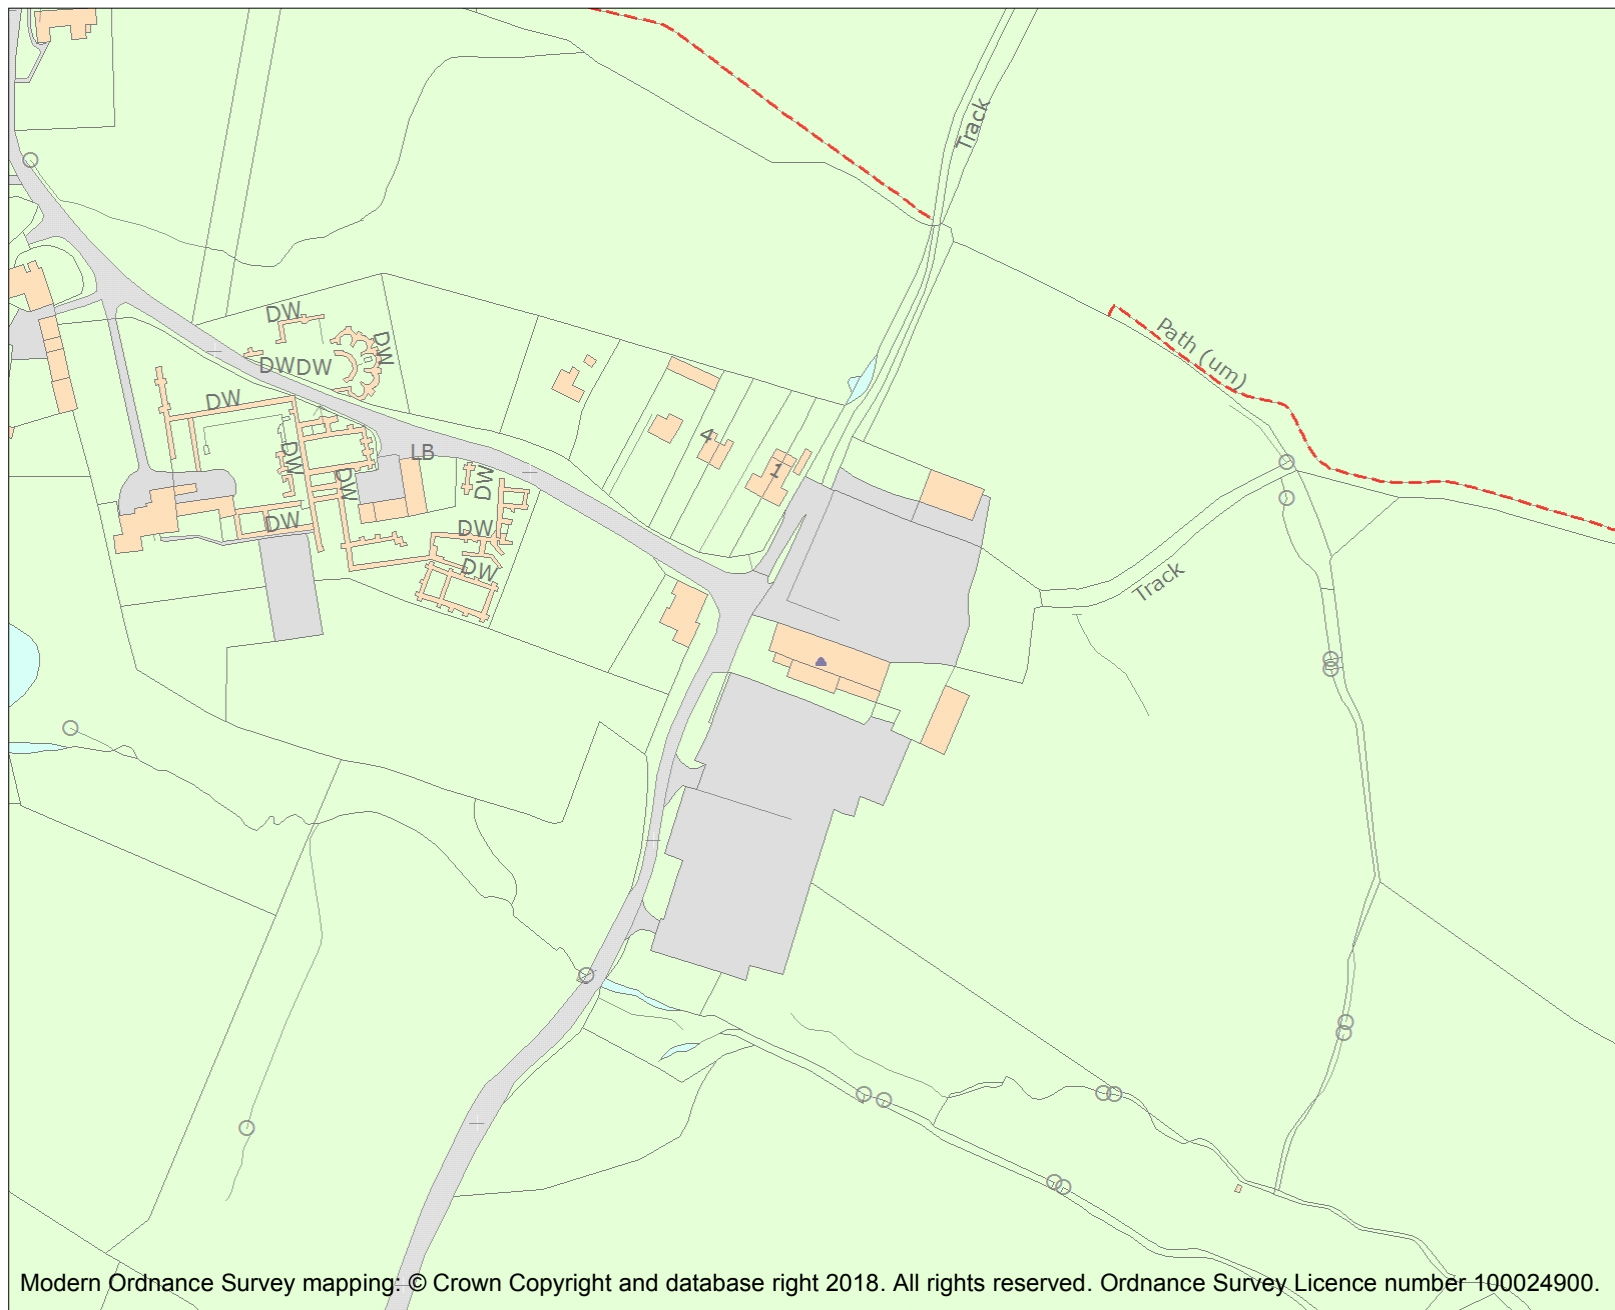 Track
DW
DW
Path (um)
DWDW
DW
4
LB
DW
1
DW
DW
DW
DW
DW
Track
Modern Ordnance Survey mapping: © Crown Copyright and database right 2018. All rights reserved. Ordnance Survey Licence number 100024900.